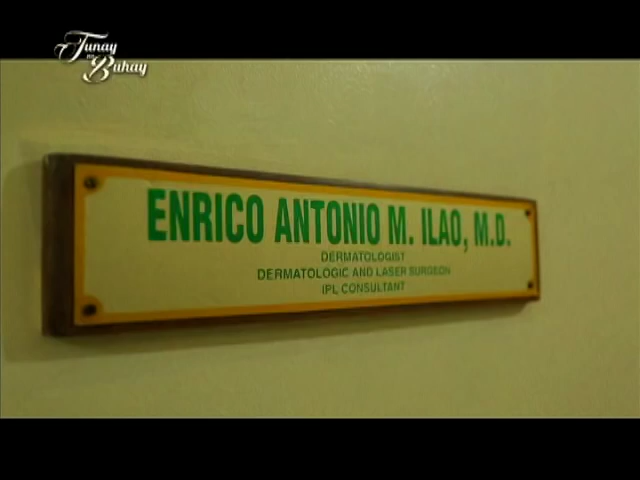 Tunay
na
Buhay
ENRICO ANTONIO M. ILAO, M.D.
DERMATOLOGIST
DERMATOLOGIC AND LASER SURGEON
IPL CONSULTANT